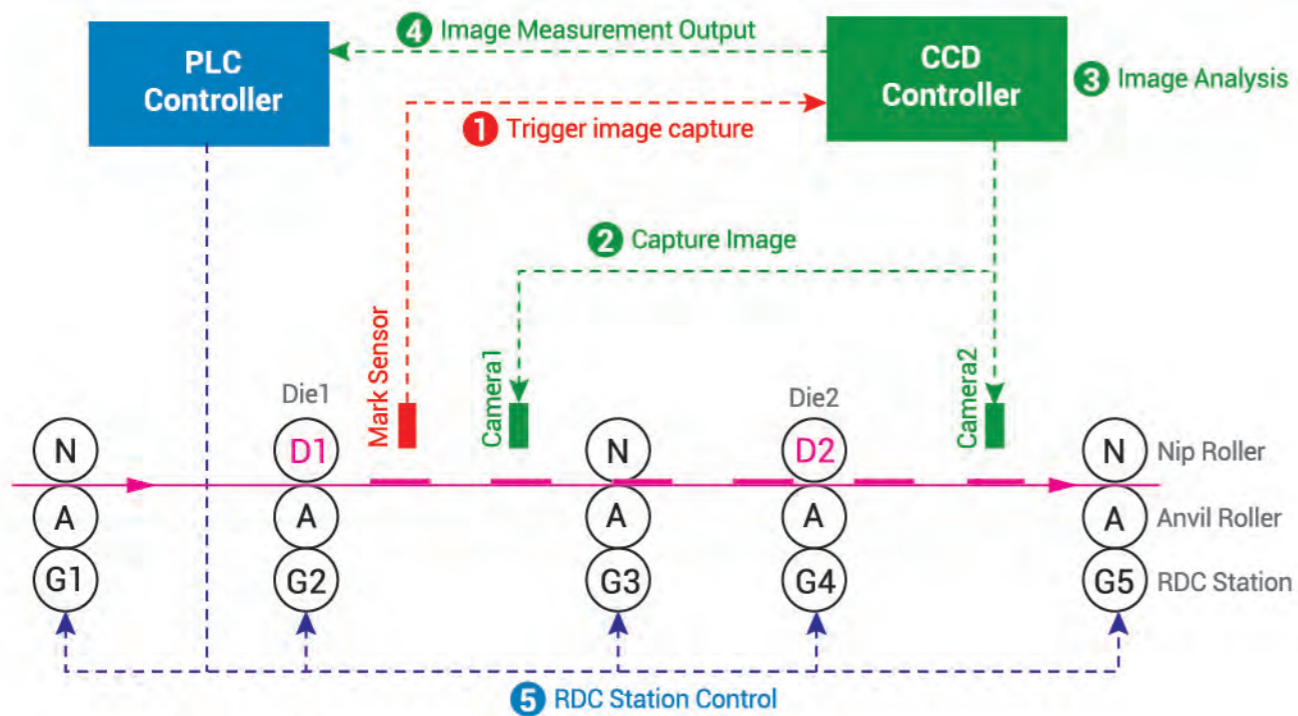 4 Image Measurement Output
PLC
Controller
CCD
Controller
3 Image Analysis
1 Trigger image capture
2 Capture Image
Mark Sensor
Camera1
Camera2
Die1
Die2
N
D1
N
D2
N
Nip Roller
A
A
A
A
A
Anvil Roller
G1
G2
G3
G4
G5
RDC Station
5 RDC Station Control